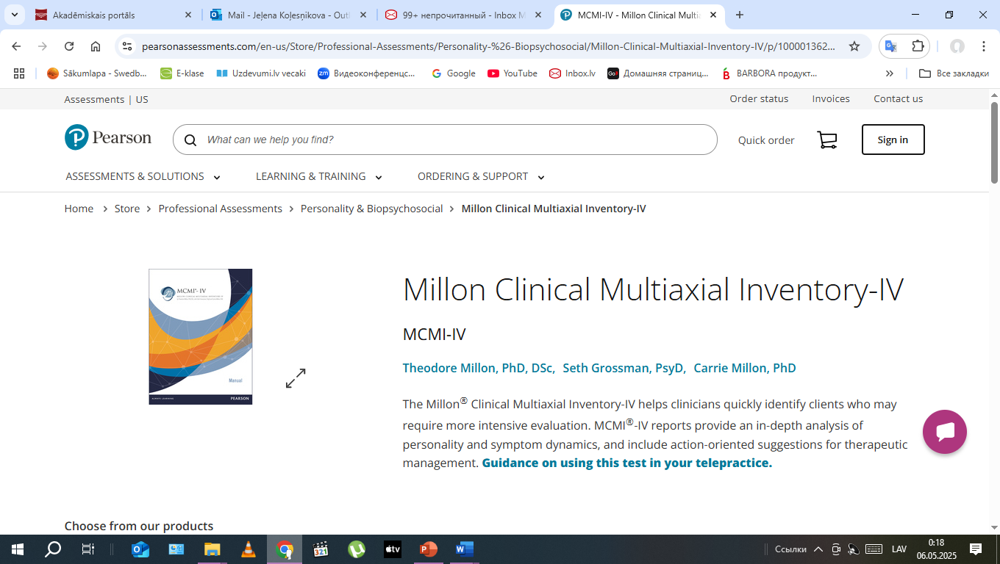 Akadēmiskais portāls
Mail - Jeļena Koļesņikova - Outl
99+ непрочитанный - Inbox M
MCMI-IV - Millon Clinical Multia
pearsonassessments.com/en-us/Store/Professional-Assessments/Personality-%26-Biopsychosocial/Millon-Clinical-Multiaxial-Inventory-IV/p/100001362...
Sākumlapa - Swedb...
E-klase
Uzdevumi.lv vecaki
zm
Видеоконференцс...
Google
YouTube
Inbox.lv
Go!
Домашняя страниц...
BARBORA продукт...
Все закладки
Assessments | US
Order status
Invoices
Contact us
Pearson
What can we help you find?
Quick order
Sign in
ASSESSMENTS & SOLUTIONS
LEARNING & TRAINING
ORDERING & SUPPORT
Home > Store > Professional Assessments > Personality & Biopsychosocial > Millon Clinical Multiaxial Inventory-IV
MCMI®-IV
Manual
PEARSON
Millon Clinical Multiaxial Inventory-IV
MCMI-IV
Theodore Millon, PhD, DSc, Seth Grossman, PsyD, Carrie Millon, PhD
The Millon® Clinical Multiaxial Inventory-IV helps clinicians quickly identify clients who may
require more intensive evaluation. MCMI®-IV reports provide an in-depth analysis of
personality and symptom dynamics, and include action-oriented suggestions for therapeutic
management. Guidance on using this test in your telepractice.
Choose from our products
321
tv
Ссылки
LAV
0:18
06.05.2025